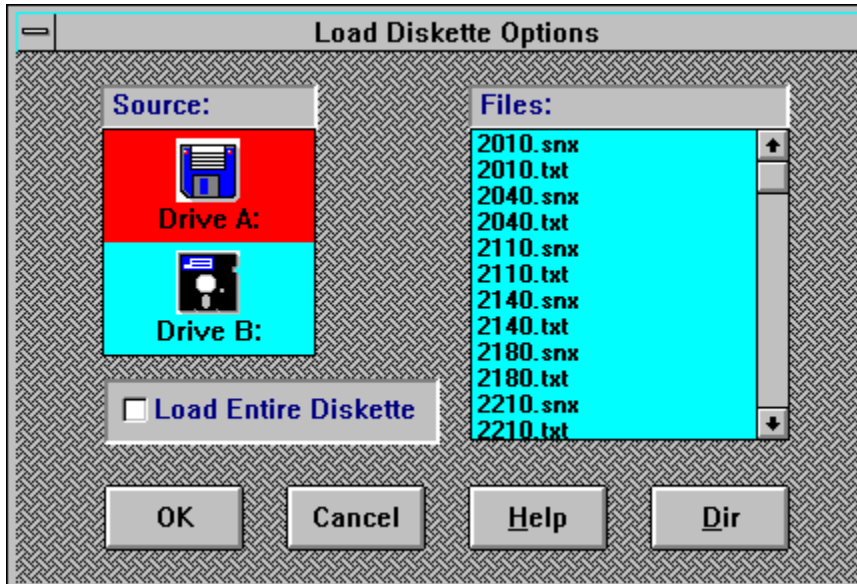 Load Diskette Options
Source:
Drive A:
Drive B:
Load Entire Diskette
Files:
2010.snx
2010.txt
2040.snx
2040.txt
2110.snx
2110.txt
2140.snx
2140.txt
2180.snx
2180.txt
2210.snx
2210.txt
OK
Cancel
Help
Dir